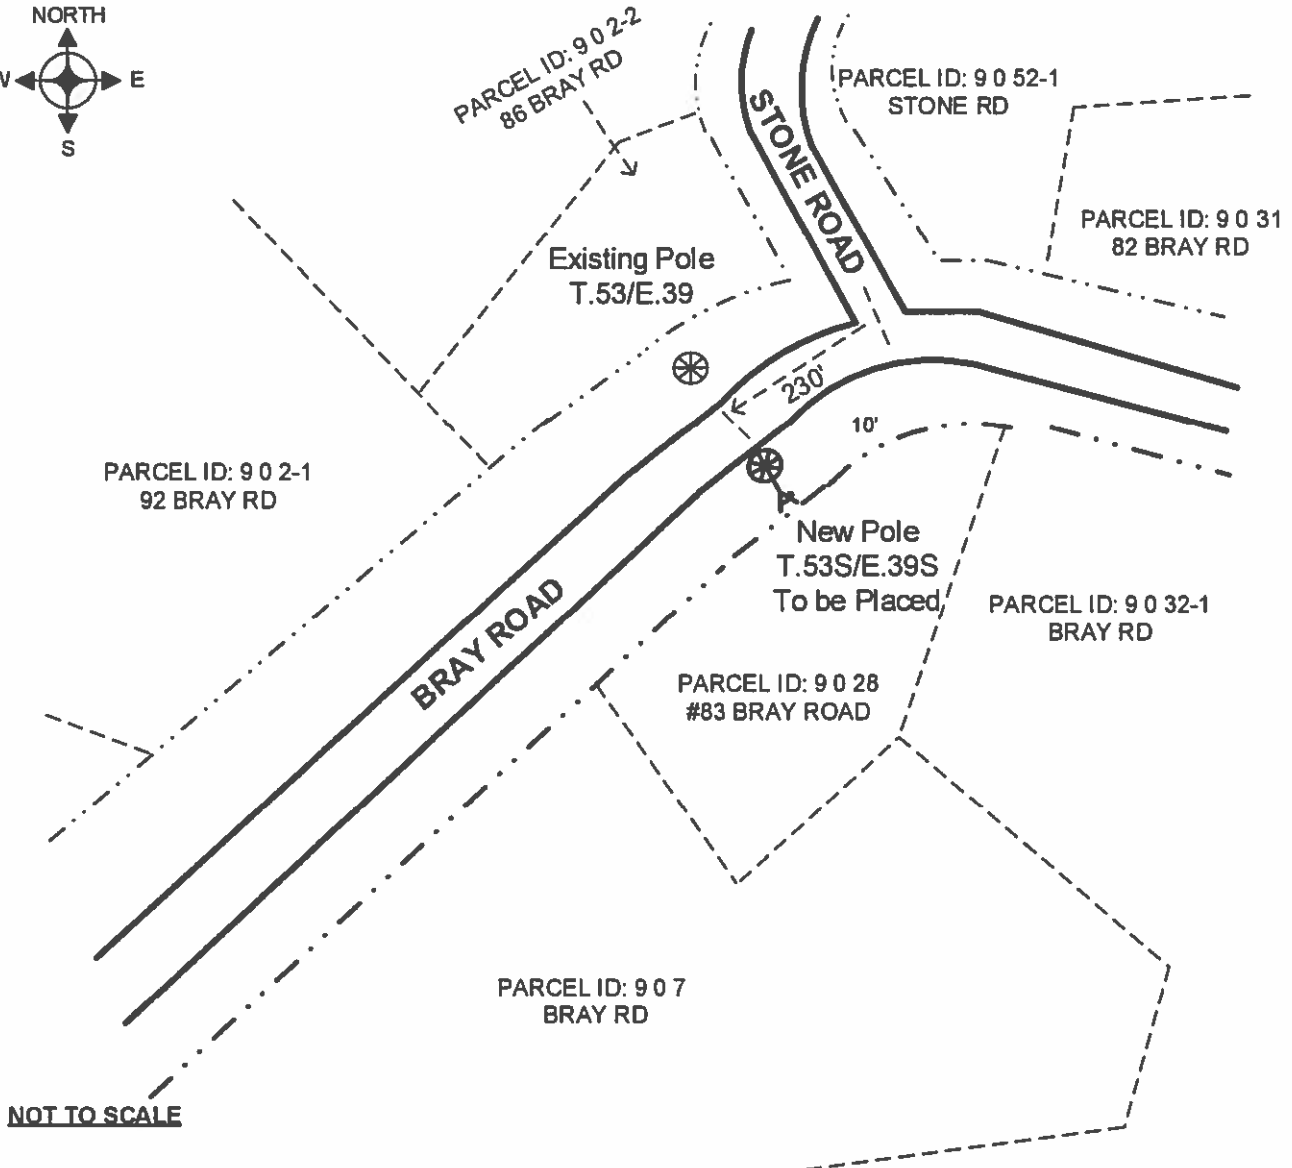 NORTH
W
E
S
PARCEL ID: 9 0 2-2
86 BRAY RD
STONE ROAD
PARCEL ID: 9 0 52-1
STONE RD
PARCEL ID: 9 0 31
82 BRAY RD
Existing Pole
T.53/E.39
230'
10'
PARCEL ID: 9 0 2-1
92 BRAY RD
New Pole
T.53S/E.39S
To be Placed
BRAY ROAD
PARCEL ID: 9 0 32-1
BRAY RD
PARCEL ID: 9 0 28
#83 BRAY ROAD
PARCEL ID: 9 0 7
BRAY RD
NOT TO SCALE